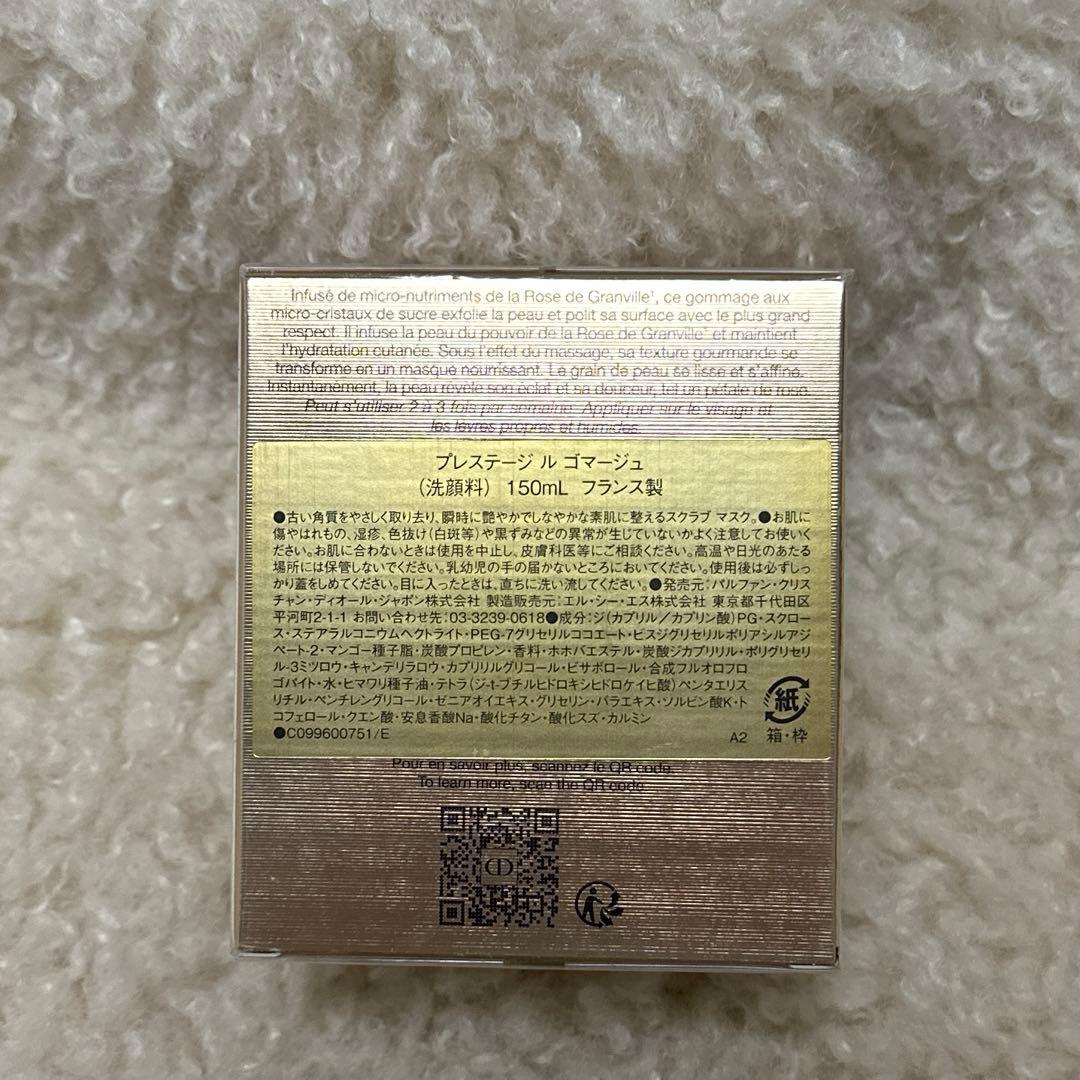 Infusé de micro-nutriments de la Rose de Granville¹, ce gommage aux
micro-cristaux de sucre exfolie la peau et polit sa surface avec le plus grand
respect. Il infuse la peau du pouvoir de la Rose de Granville¹ et maintient
l'hydratation cutanée. Sous l'effet du massage, sa texture gourmande se
transforme en un masque nourrissant. Le grain de peau se lisse et s'affine.
Instantanément, la peau révèle son éclat et sa douceur, tel un pétale de rose.
Peut s'utiliser 2 à 3 fois par semaine. Appliquer sur le visage et
les lèvres propres et humides.
プレステージ ル ゴマージュ
(洗顔料) 150mL フランス製
●古い角質をやさしく取り去り、瞬時に艶やかでしなやかな素肌に整えるスクラブ マスク。●お肌に
傷やはれもの、湿疹、色抜け(白斑等)や黒ずみなどの異常が生じていないかよく注意してお使いく
ださい。お肌に合わないときは使用を中止し、皮膚科医等にご相談ください。高温や日光のあたる
場所には保管しないでください。乳幼児の手の届かないところにおいてください。使用後は必ずしっ
かり蓋をしめてください。目に入ったときは、直ちに洗い流してください。●発売元:パルファン・クリス
チャン・ディオール・ジャポン株式会社 製造販売元:エル・シー・エス株式会社 東京都千代田区
平河町2-1-1 お問い合わせ先:03-3239-0618●成分:ジ(カプリル/カプリン酸)PG・スクロー
ス・ステアラルコニウムヘクトライト・PEG-7グリセリルココエート・ビスジグリセリルポリアシルアジ
ペート-2・マンゴー種子脂・炭酸プロピレン・香料・ホホバエステル・炭酸ジカプリリル・ポリグリセリ
ル-3ミツロウ・キャンデリラロウ・カプリリルグリコール・ビサボロール・合成フルオロフロ
ゴパイト・水・ヒマワリ種子油・テトラ(ジ-t-ブチルヒドロキシヒドロケイヒ酸)ペンタエリス
リチル・ペンチレングリコール・ゼニアオイエキス・グリセリン・バラエキス・ソルビン酸K・ト
コフェロール・クエン酸・安息香酸Na・酸化チタン・酸化スズ・カルミン
●C099600751/E
A2
紙
箱・枠
Pour en savoir plus, scannez le QR code.
To learn more, scan the QR code
CD